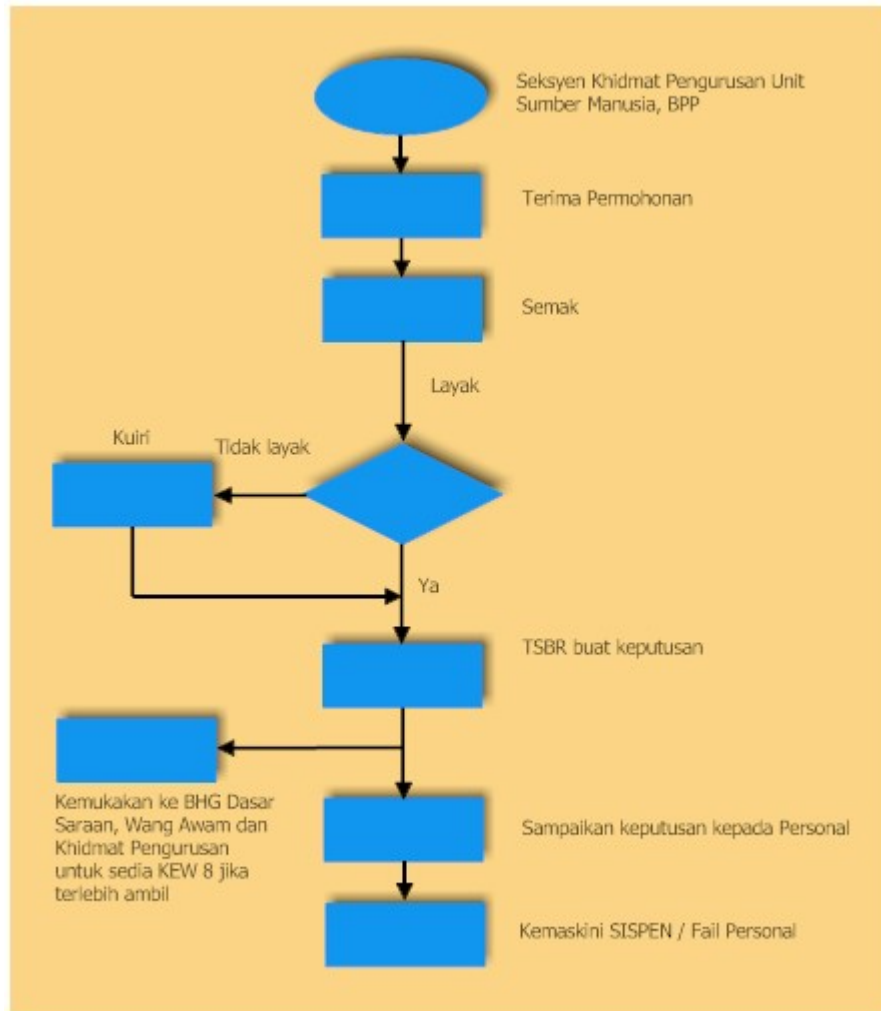 Seksyen Khidmat Pengurusan Unit
Sumber Manusia, BPP
Terima Permohonan
Semak
Layak
Kuiri
Tidak layak
Ya
TSBR buat keputusan
Kemukakan ke BHG Dasar
Saraan, Wang Awam dan
Khidmat Pengurusan
untuk sedia KEW 8 jika
terlebih ambil
Sampaikan keputusan kepada Personal
Kemaskini SISPEN / Fail Personal